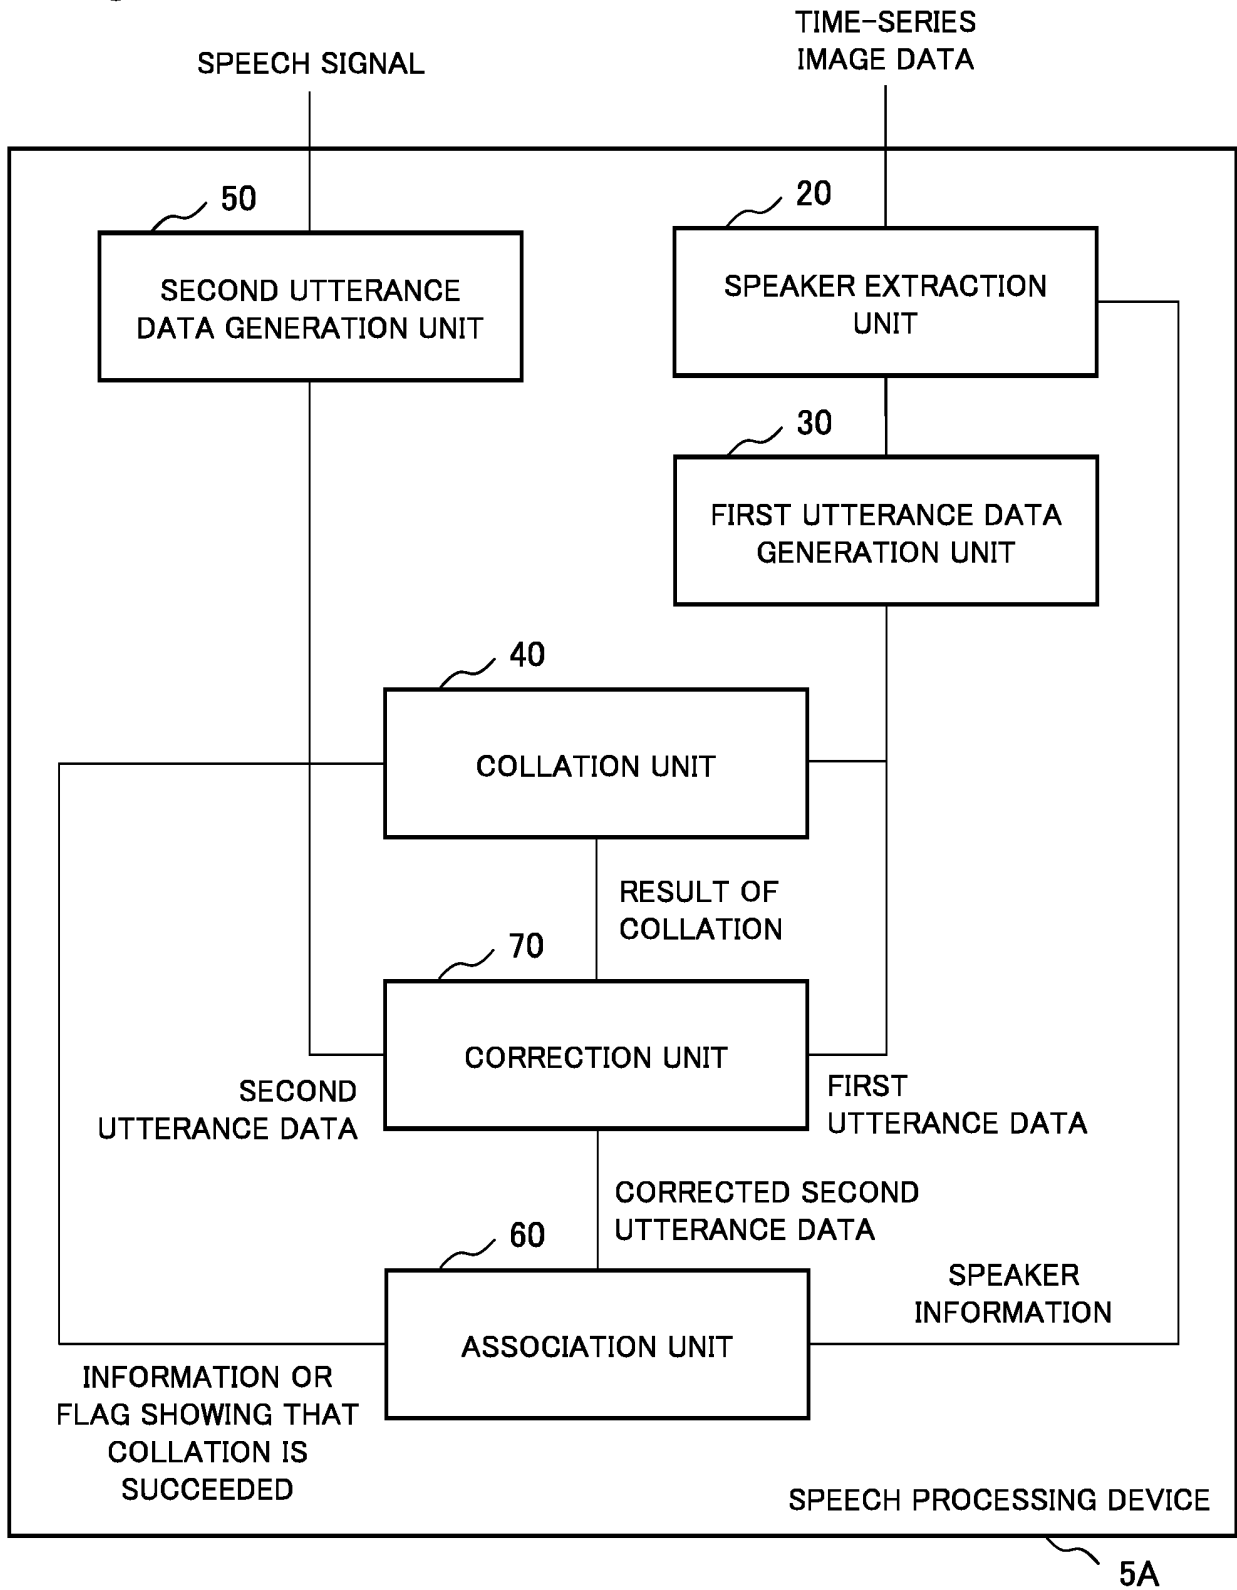 SPEECH SIGNAL
TIME-SERIES
IMAGE DATA
50
SECOND UTTERANCE
DATA GENERATION UNIT
20
SPEAKER EXTRACTION
UNIT
30
FIRST UTTERANCE DATA
GENERATION UNIT
40
COLLATION UNIT
RESULT OF
COLLATION
70
CORRECTION UNIT
SECOND
UTTERANCE DATA
FIRST
UTTERANCE DATA
CORRECTED SECOND
UTTERANCE DATA
60
ASSOCIATION UNIT
SPEAKER
INFORMATION
INFORMATION OR
FLAG SHOWING THAT
COLLATION IS
SUCCEEDED
SPEECH PROCESSING DEVICE
5A